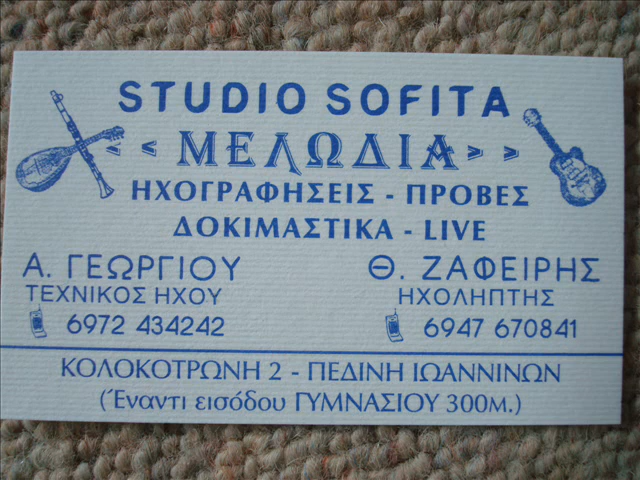 STUDIO SOFITA
«ΜΕΛΩΔΙΑ»
ΗΧΟΓΡΑΦΗΣΕΙΣ - ΠΡΟΒΕΣ
ΔΟΚΙΜΑΣΤΙΚΑ - LIVE
Α. ΓΕΩΡΓΙΟΥ Θ. ΖΑΦΕΙΡΗΣ
ΤΕΧΝΙΚΟΣ ΗΧΟΥ ΗΧΟΛΗΠΤΗΣ
6972 434242 6947 670841
ΚΟΛΟΚΟΤΡΩΝΗ 2 - ΠΕΔΙΝΗ ΙΩΑΝΝΙΝΩΝ
(Έναντι εισόδου ΓΥΜΝΑΣΙΟΥ 300Μ.)